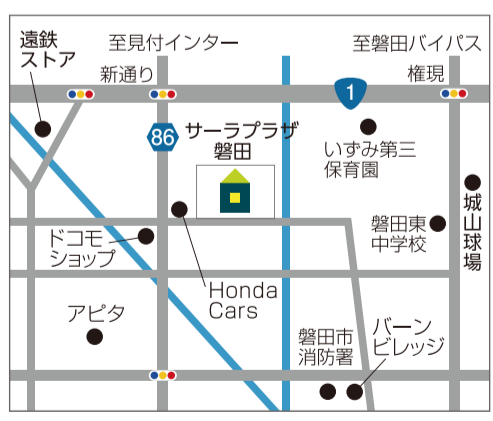 遠鉄
ストア
至見付インター
至磐田バイパス
新通り
権現
1
86
サーラプラザ
磐田
いずみ第三
保育園
城山球場
磐田東
中学校
ドコモ
ショップ
Honda
Cars
アピタ
磐田市
消防署
バーン
ビレッジ